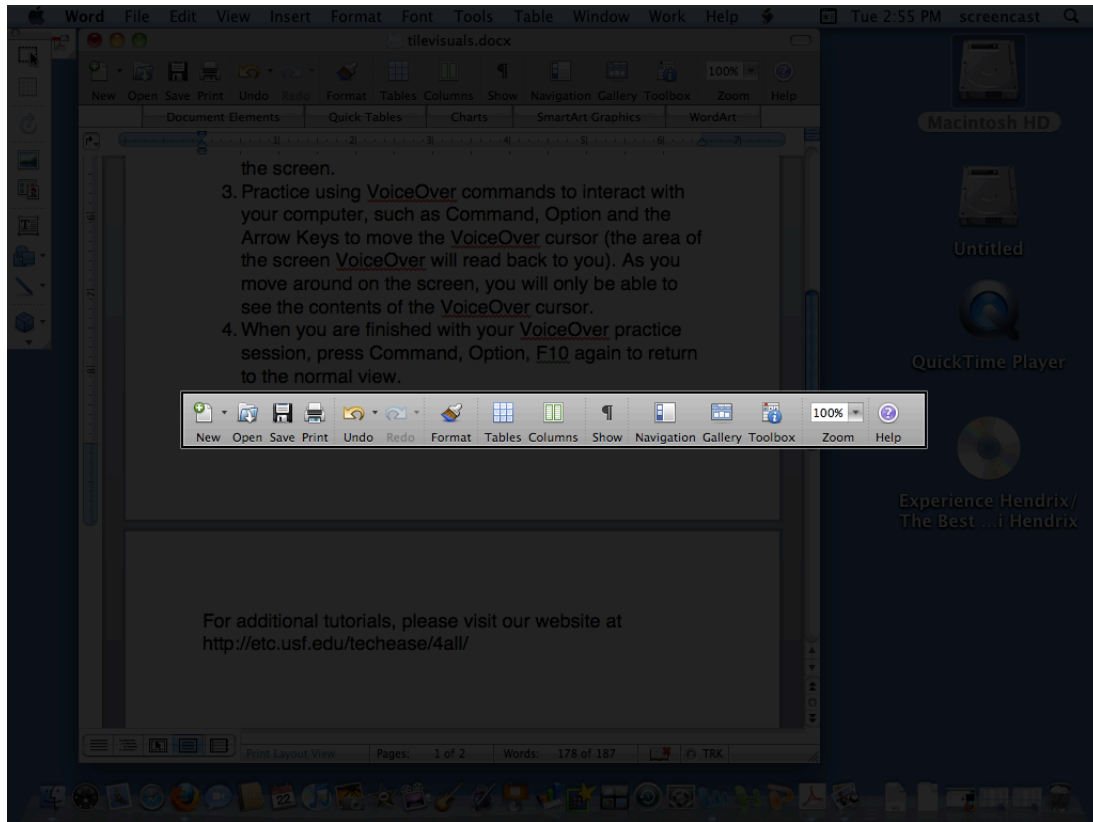 Word File Edit View Insert Format Font Tools Table Window Work Help Tue 2:55 PM screencast
tilevisuals.docx
100%
New Open Save Print Undo Redo Format Tables Columns Show Navigation Gallery Toolbox Zoom Help
Document Elements Quick Tables Charts SmartArt Graphics WordArt
Macintosh HD
the screen.
3. Practice using VoiceOver commands to interact with
your computer, such as Command, Option and the
Arrow Keys to move the VoiceOver cursor (the area of
the screen VoiceOver will read back to you). As you
move around on the screen, you will only be able to
see the contents of the VoiceOver cursor.
4. When you are finished with your VoiceOver practice
session, press Command, Option, F10 again to return
to the normal view.
Untitled
QuickTime Player
100%
New Open Save Print Undo Redo Format Tables Columns Show Navigation Gallery Toolbox Zoom Help
Experience Hendrix/
The Best ...i Hendrix
For additional tutorials, please visit our website at
http://etc.usf.edu/techease/4all/
Print Layout View Pages: 1 of 2 Words: 178 of 187 TRK
22